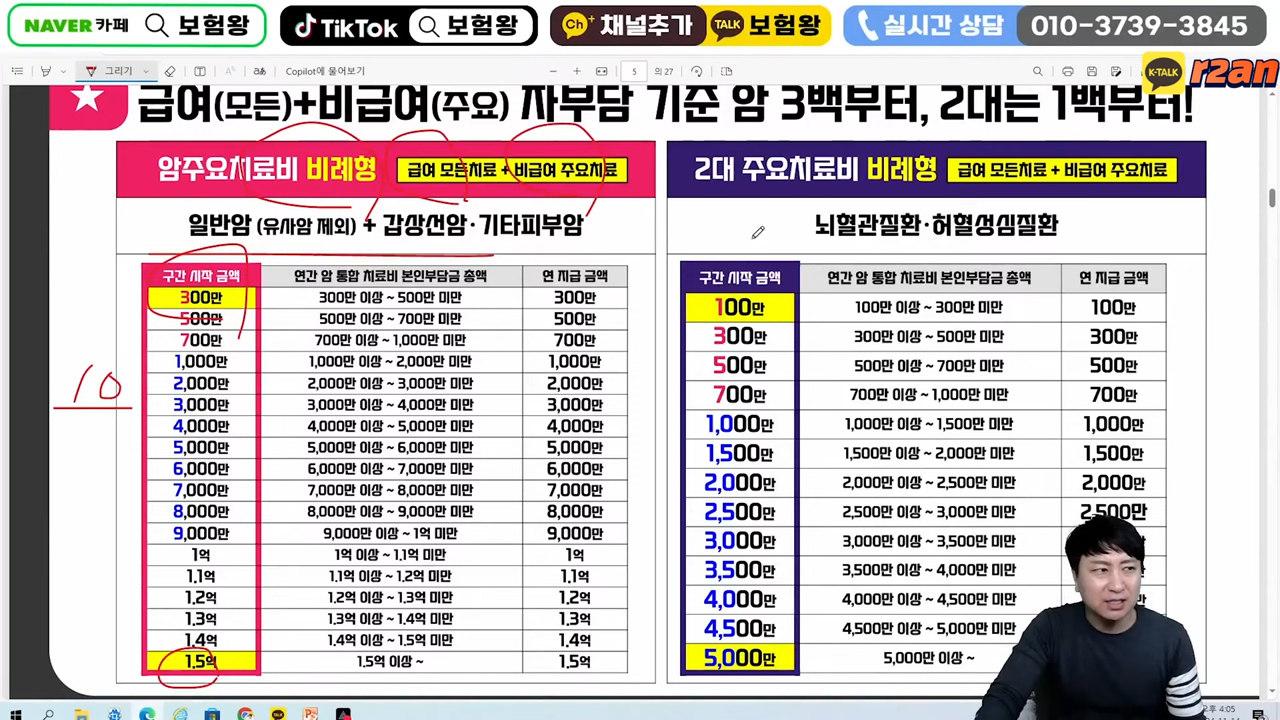 NAVER 카페 보험왕 TikTok 보험왕 Ch+ 채널추가 TALK 보험왕 실시간 상담 010-3739-3845
그리기 aあ Copilot에 묻기 5 의 27
K-TALK r2an
급여(모든)+비급여(주요) 자부담 기준 암 3백부터, 2대는 1백부터!
암주요치료비 비례형 급여 모든치료 + 비급여 주요치료
일반암 (유사암 제외) + 갑상선암·기타피부암
구간 시작 금액 연간 암 통합 치료비 본인부담금 총액 연 지급 금액
300만 300만 이상 ~ 500만 미만 300만
500만 500만 이상 ~ 700만 미만 500만
700만 700만 이상 ~ 1,000만 미만 700만
1,000만 1,000만 이상 ~ 2,000만 미만 1,000만
10
2,000만 2,000만 이상 ~ 3,000만 미만 2,000만
3,000만 3,000만 이상 ~ 4,000만 미만 3,000만
4,000만 4,000만 이상 ~ 5,000만 미만 4,000만
5,000만 5,000만 이상 ~ 6,000만 미만 5,000만
6,000만 6,000만 이상 ~ 7,000만 미만 6,000만
7,000만 7,000만 이상 ~ 8,000만 미만 7,000만
8,000만 8,000만 이상 ~ 9,000만 미만 8,000만
9,000만 9,000만 이상 ~ 1억 미만 9,000만
1억 1억 이상 ~ 1.1억 미만 1억
1.1억 1.1억 이상 ~ 1.2억 미만 1.1억
1.2억 1.2억 이상 ~ 1.3억 미만 1.2억
1.3억 1.3억 이상 ~ 1.4억 미만 1.3억
1.4억 1.4억 이상 ~ 1.5억 미만 1.4억
1.5억 1.5억 이상 ~ 1.5억
2대 주요치료비 비례형 급여 모든치료 + 비급여 주요치료
뇌혈관질환·허혈성심질환
구간 시작 금액 연간 암 통합 치료비 본인부담금 총액 연 지급 금액
100만 100만 이상 ~ 300만 미만 100만
300만 300만 이상 ~ 500만 미만 300만
500만 500만 이상 ~ 700만 미만 500만
700만 700만 이상 ~ 1,000만 미만 700만
1,000만 1,000만 이상 ~ 1,500만 미만 1,000만
1,500만 1,500만 이상 ~ 2,000만 미만 1,500만
2,000만 2,000만 이상 ~ 2,500만 미만 2,000만
2,500만 2,500만 이상 ~ 3,000만 미만 2,500만
3,000만 3,000만 이상 ~ 3,500만 미만
3,500만 3,500만 이상 ~ 4,000만 미만
4,000만 4,000만 이상 ~ 4,500만 미만
4,500만 4,500만 이상 ~ 5,000만 미만
5,000만 5,000만 이상 ~
오후 4:05